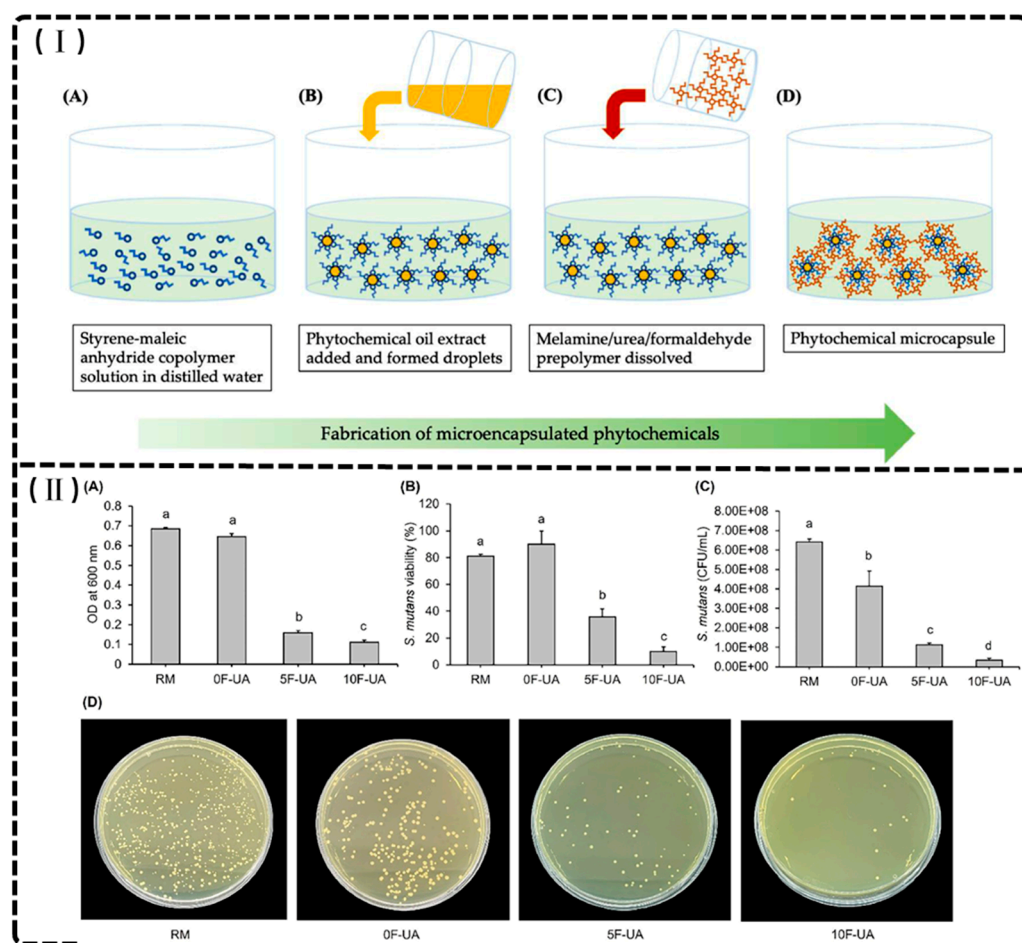 ( I )
(A)
(B)
(C)
(D)
Styrene-maleic
anhydride copolymer
solution in distilled water
Phytochemical oil extract
added and formed droplets
Melamine/urea/formaldehyde
prepolymer dissolved
Phytochemical microcapsule
Fabrication of microencapsulated phytochemicals
( II )
(A)
OD at 600 nm
0.8
0.7
0.6
0.5
0.4
0.3
0.2
0.1
0
a
a
b
c
RM
0F-UA
5F-UA
10F-UA
(B)
S. mutans viability (%)
120
100
80
60
40
20
0
a
a
b
c
RM
0F-UA
5F-UA
10F-UA
(C)
S. mutans (CFU/mL)
8.00E+08
7.00E+08
6.00E+08
5.00E+08
4.00E+08
3.00E+08
2.00E+08
1.00E+08
0.00E+00
a
b
c
d
RM
0F-UA
5F-UA
10F-UA
(D)
RM
0F-UA
5F-UA
10F-UA